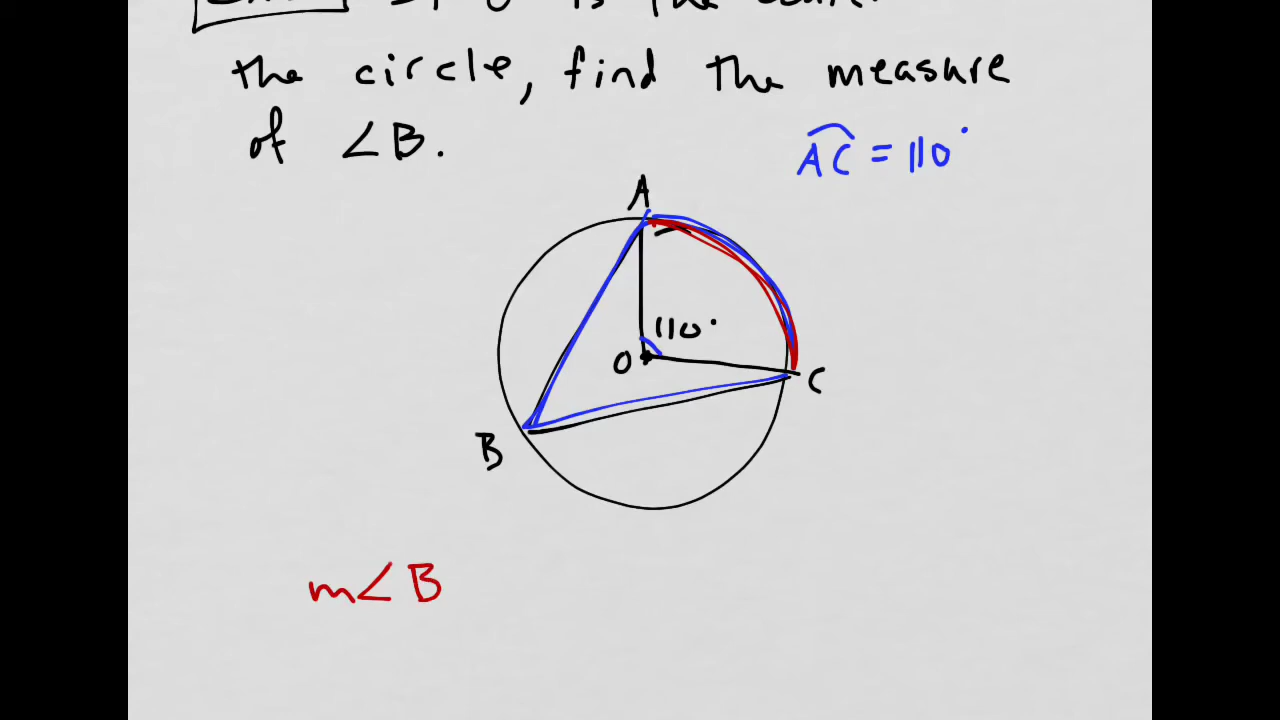 the circle, find the measure
of ∠B.
AC = 110°
A
110°
O
C
B
m∠B